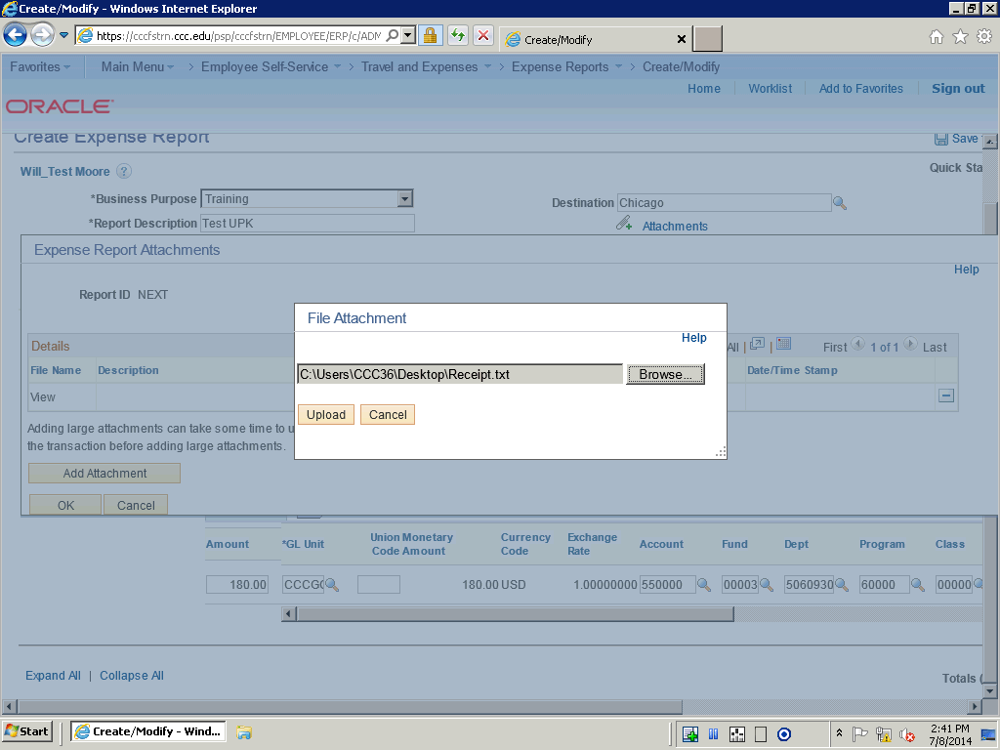 Create/Modify - Windows Internet Explorer
https://cccfstrn.ccc.edu/psp/cccfstrn/EMPLOYEE/ERP/c/ADM
Create/Modify
Favorites Main Menu > Employee Self-Service > Travel and Expenses > Expense Reports > Create/Modify
Home Worklist Add to Favorites Sign out
ORACLE
Create Expense Report
Save
Will_Test Moore ?
Quick Sta
*Business Purpose Training
Destination Chicago
*Report Description Test UPK
Attachments
Expense Report Attachments
Help
Report ID NEXT
File Attachment
Help
Details
All | | First 1 of 1 Last
File Name Description
Date/Time Stamp
C:\Users\CCC36\Desktop\Receipt.txt Browse...
View
Upload Cancel
Adding large attachments can take some time to u
the transaction before adding large attachments.
Add Attachment
OK Cancel
Amount *GL Unit Union Monetary Code Amount Currency Code Exchange Rate Account Fund Dept Program Class
180.00 CCCG 180.00 USD 1.00000000 550000 00003 5060930 60000 00000
Expand All | Collapse All
Totals (
Start Create/Modify - Wind...
2:41 PM
7/8/2014